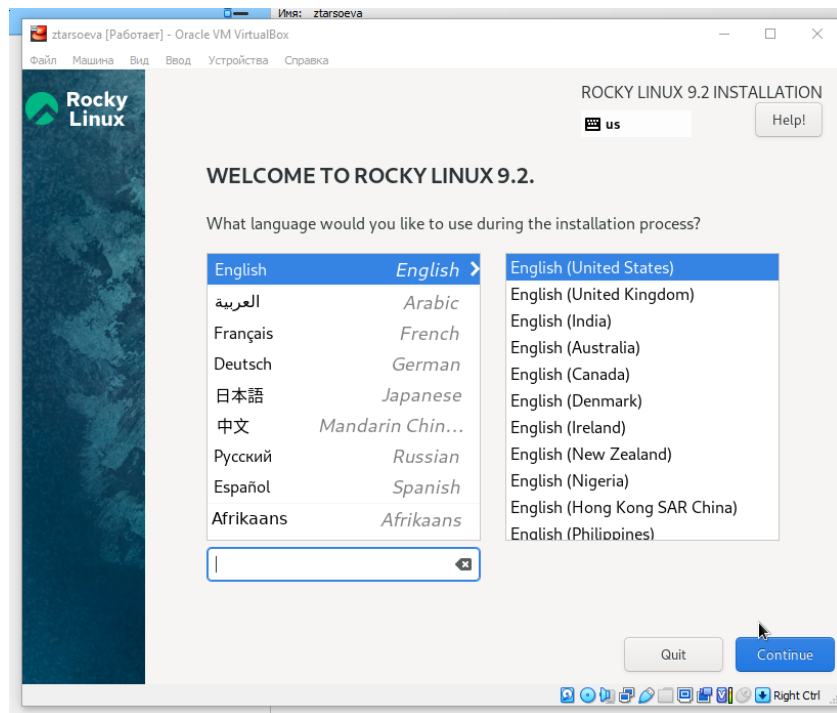 Имя: ztarsoeva
ztarsoeva [Работает] - Oracle VM VirtualBox
Файл Машина Вид Ввод Устройства Справка
Rocky
Linux
ROCKY LINUX 9.2 INSTALLATION
us
Help!
WELCOME TO ROCKY LINUX 9.2.
What language would you like to use during the installation process?
English English
العربية Arabic
Français French
Deutsch German
日本語 Japanese
中文 Mandarin Chin...
Русский Russian
Español Spanish
Afrikaans Afrikaans
English (United States)
English (United Kingdom)
English (India)
English (Australia)
English (Canada)
English (Denmark)
English (Ireland)
English (New Zealand)
English (Nigeria)
English (Hong Kong SAR China)
English (Philippines)
Quit
Continue
Right Ctrl